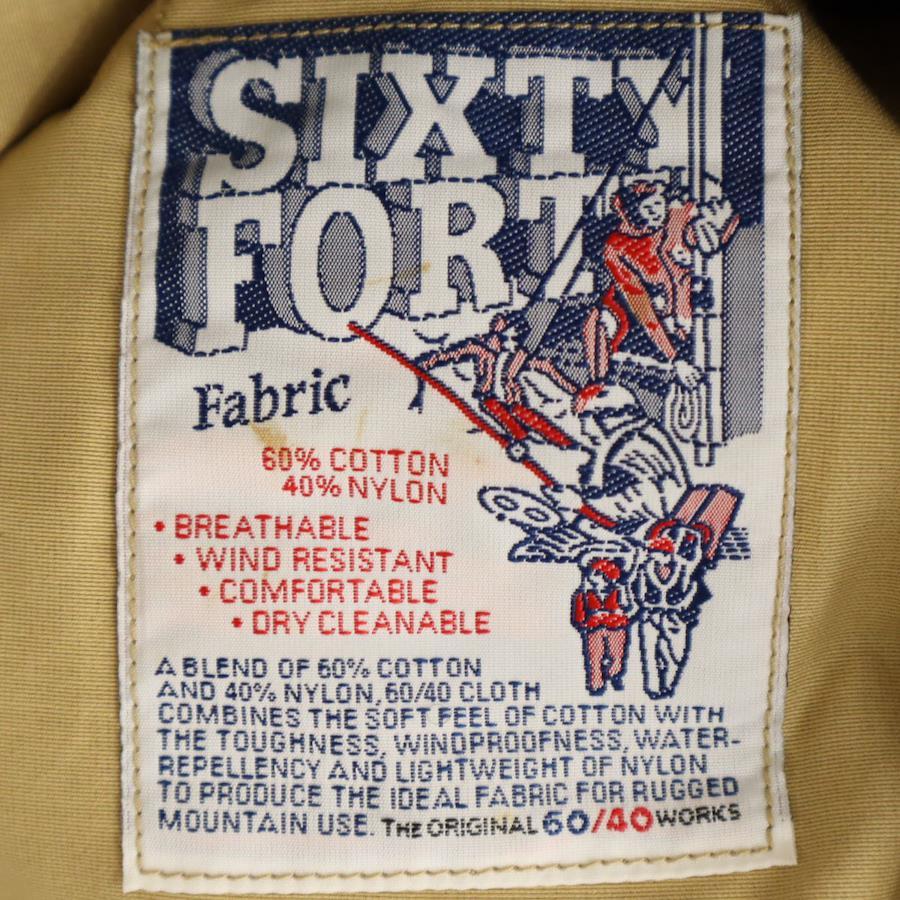 SIXTY
FORTY
Fabric
60% COTTON
40% NYLON
• BREATHABLE
• WIND RESISTANT
• COMFORTABLE
• DRY CLEANABLE
A BLEND OF 60% COTTON
AND 40% NYLON, 60/40 CLOTH
COMBINES THE SOFT FEEL OF COTTON WITH
THE TOUGHNESS, WINDPROOFNESS, WATER-
REPELLENCY AND LIGHTWEIGHT OF NYLON
TO PRODUCE THE IDEAL FABRIC FOR RUGGED
MOUNTAIN USE. THE ORIGINAL 60/40 WORKS